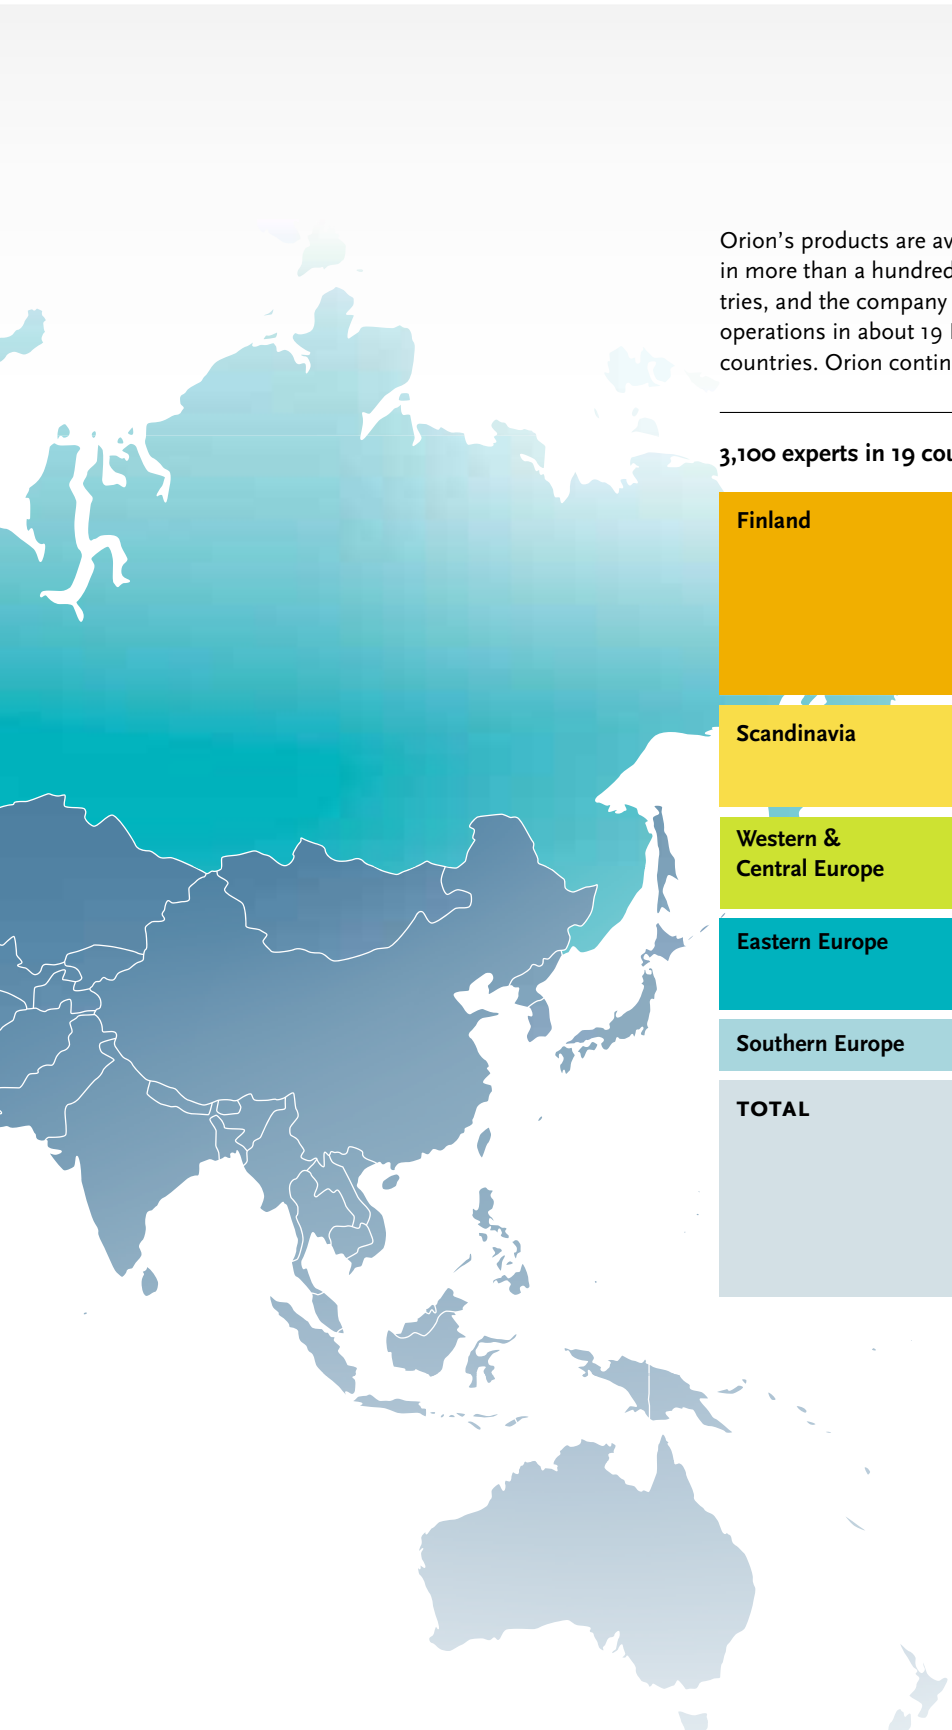 Orion's products are av
in more than a hundred
tries, and the company
operations in about 19
countries. Orion contin
3,100 experts in 19 cou
Finland
Scandinavia
Western &
Central Europe
Eastern Europe
Southern Europe
TOTAL